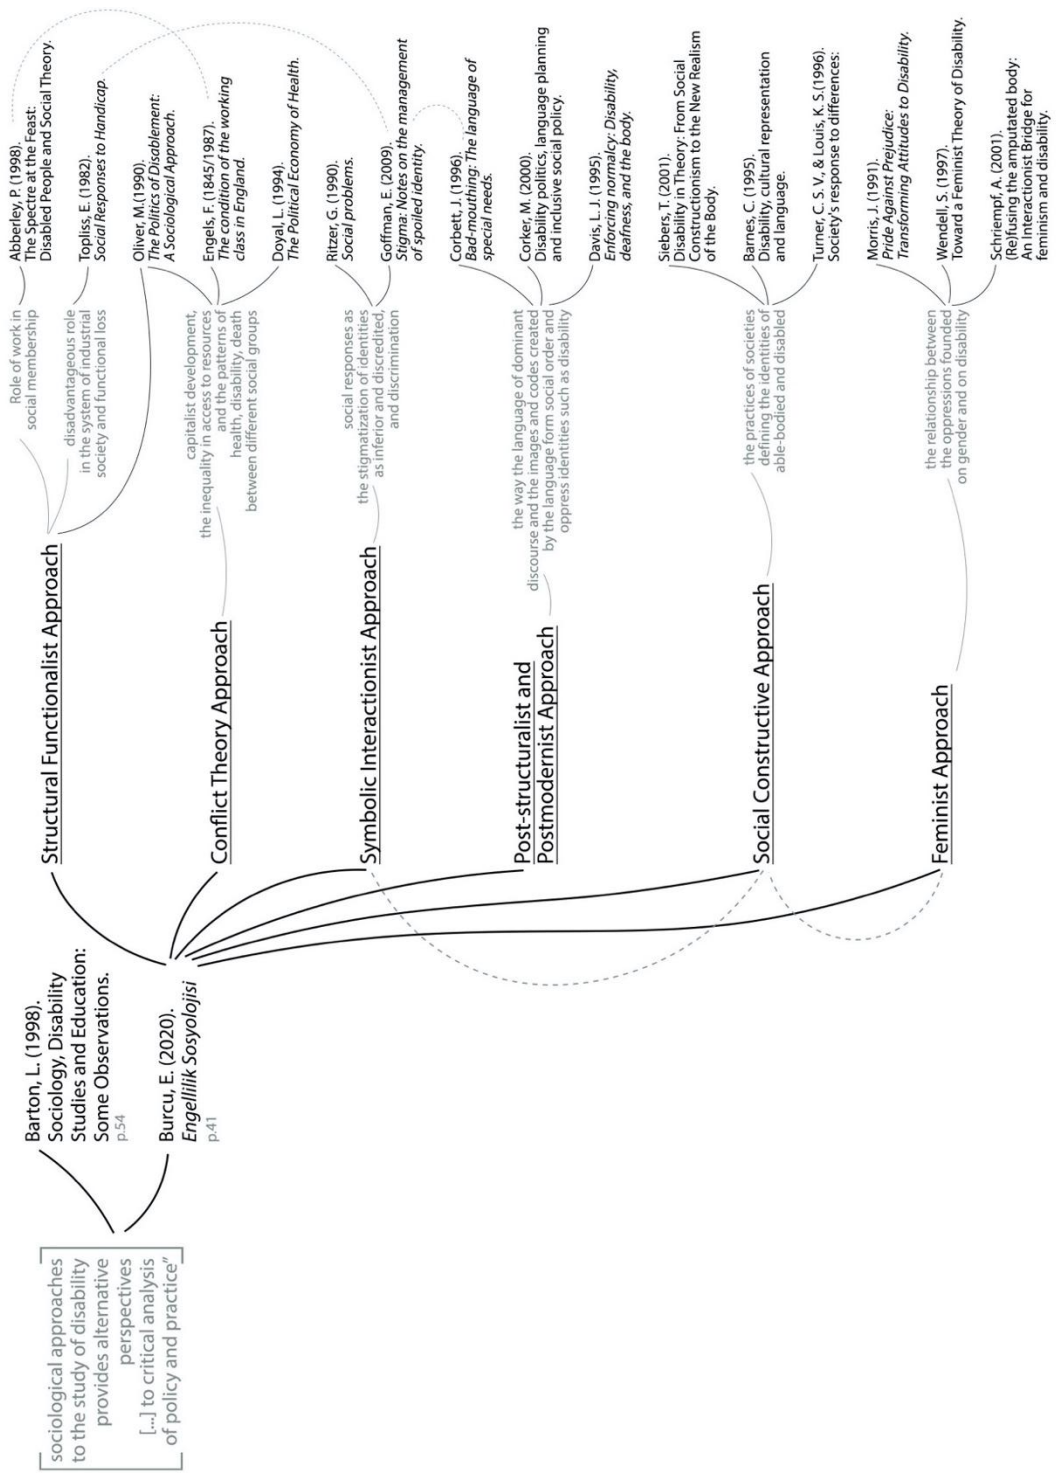 sociological approaches
to the study of disability
provides alternative
perspectives
[...] to critical analysis
of policy and practice"
Barton, L. (1998).
Sociology, Disability
Studies and Education:
Some Observations.
p.54
Burcu, E. (2020).
Engellilik Sosyolojisi
p.41
Structural Functionalist Approach
Role of work in
social membership
Abberley, P. (1998).
The Spectre at the Feast:
Disabled People and Social Theory.
disadvantageous role
in the system of industrial
society and functional loss
Topliss, E. (1982).
Social Responses to Handicap.
Oliver, M.(1990).
The Politics of Disablement:
A Sociological Approach.
Conflict Theory Approach
capitalist development,
the inequality in access to resources
and the patterns of
health, disability, death
between different social groups
Engels, F. (1845/1987).
The condition of the working
class in England.
Doyal, L. (1994).
The Political Economy of Health.
Symbolic Interactionist Approach
social responses as
the stigmatization of identities
as inferior and discredited,
and discrimination
Ritzer, G. (1990).
Social problems.
Goffman, E. (2009).
Stigma: Notes on the management
of spoiled identity.
Post-structuralist and
Postmodernist Approach
the way the language of dominant
discourse and the images and codes created
by the language form social order and
oppress identities such as disability
Corbett, J. (1996).
Bad-mouthing: The language of
special needs.
Corker, M. (2000).
Disability politics, language planning
and inclusive social policy.
Davis, L. J. (1995).
Enforcing normalcy: Disability,
deafness, and the body.
Social Constructive Approach
the practices of societies
defining the identities of
able-bodied and disabled
Siebers, T. (2001).
Disability in Theory: From Social
Constructionism to the New Realism
of the Body.
Barnes, C. (1995).
Disability, cultural representation
and language.
Turner, C. S. V., & Louis, K. S.(1996).
Society's response to differences:
Feminist Approach
the relationship between
the oppressions founded
on gender and on disability
Morris, J. (1991).
Pride Against Prejudice:
Transforming Attitudes to Disability.
Wendell, S. (1997).
Toward a Feminist Theory of Disability.
Schriempf, A. (2001).
(Re)fusing the amputated body:
An Interactionist Bridge for
feminism and disability.